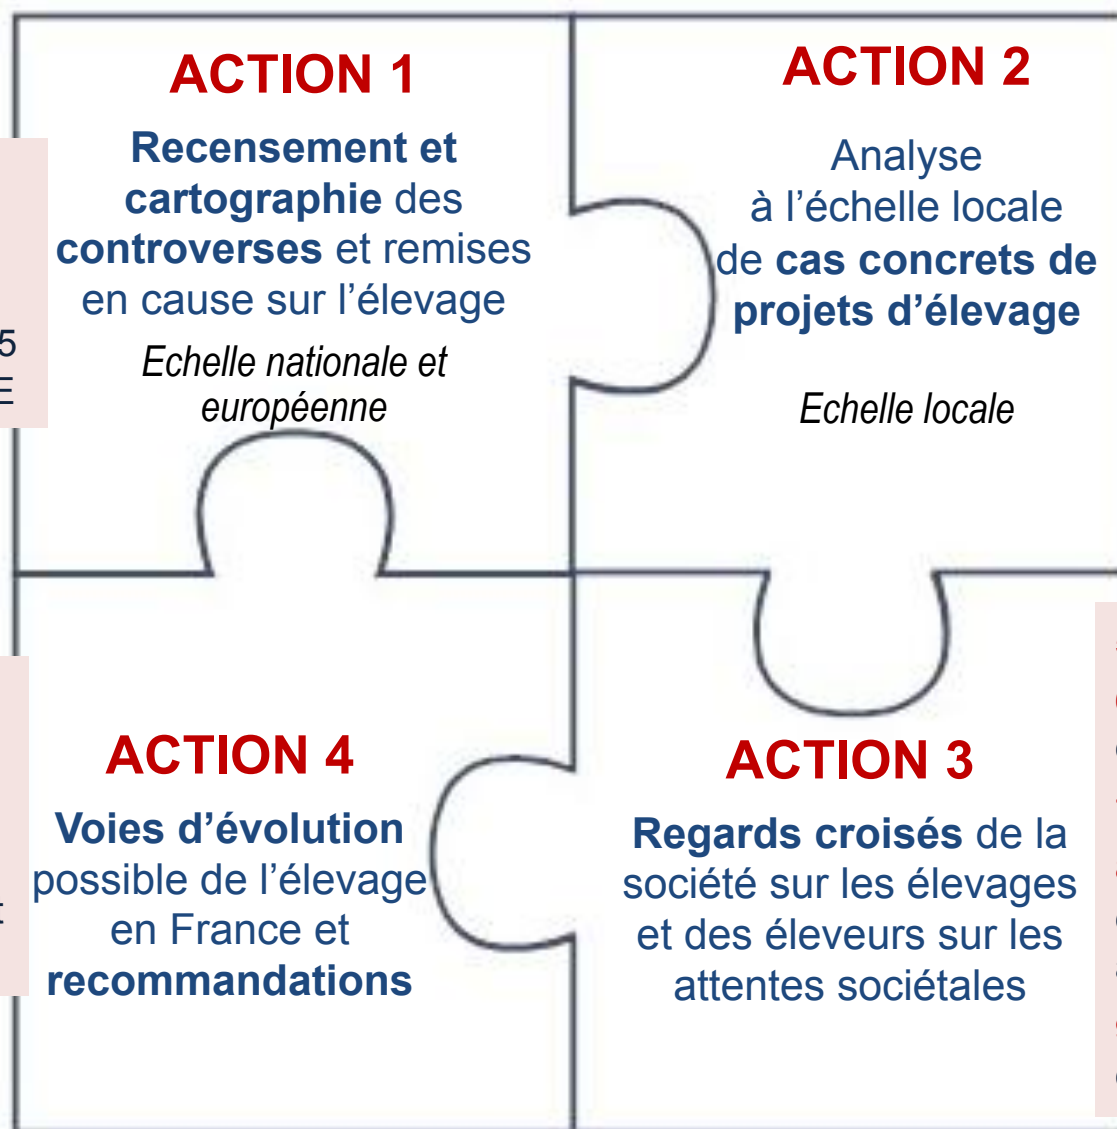 ACTION 1
Recensement et
cartographie des
controverses et remises
en cause sur l'élevage
Echelle nationale et
européenne
ACTION 2
Analyse
à l'échelle locale
de cas concrets de
projets d'élevage
Echelle locale
5
E
ACTION 4
Voies d'évolution
possible de l'élevage
en France et
recommandations
ACTION 3
Regards croisés de la
société sur les élevages
et des éleveurs sur les
attentes sociétales